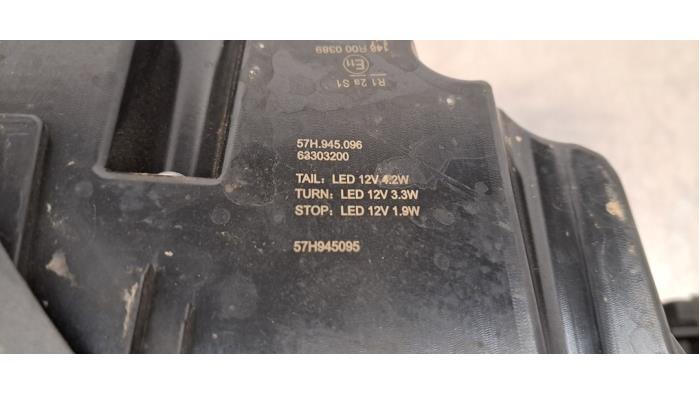 148 R00 0389
E11
R1 2a S1
57H.945.096
63303200
TAIL: LED 12V 4.2W
TURN: LED 12V 3.3W
STOP: LED 12V 1.9W
57H945095